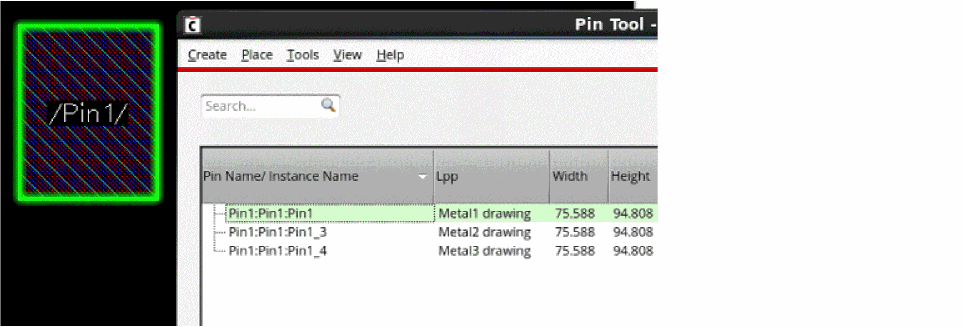 C
Pin Tool -
Create Place Tools View Help
/Pin1/
Search...
Pin Name/ Instance Name Lpp Width Height
Pin1:Pin1:Pin1 Metal1 drawing 75.588 94.808
Pin1:Pin1:Pin1_3 Metal2 drawing 75.588 94.808
Pin1:Pin1:Pin1_4 Metal3 drawing 75.588 94.808